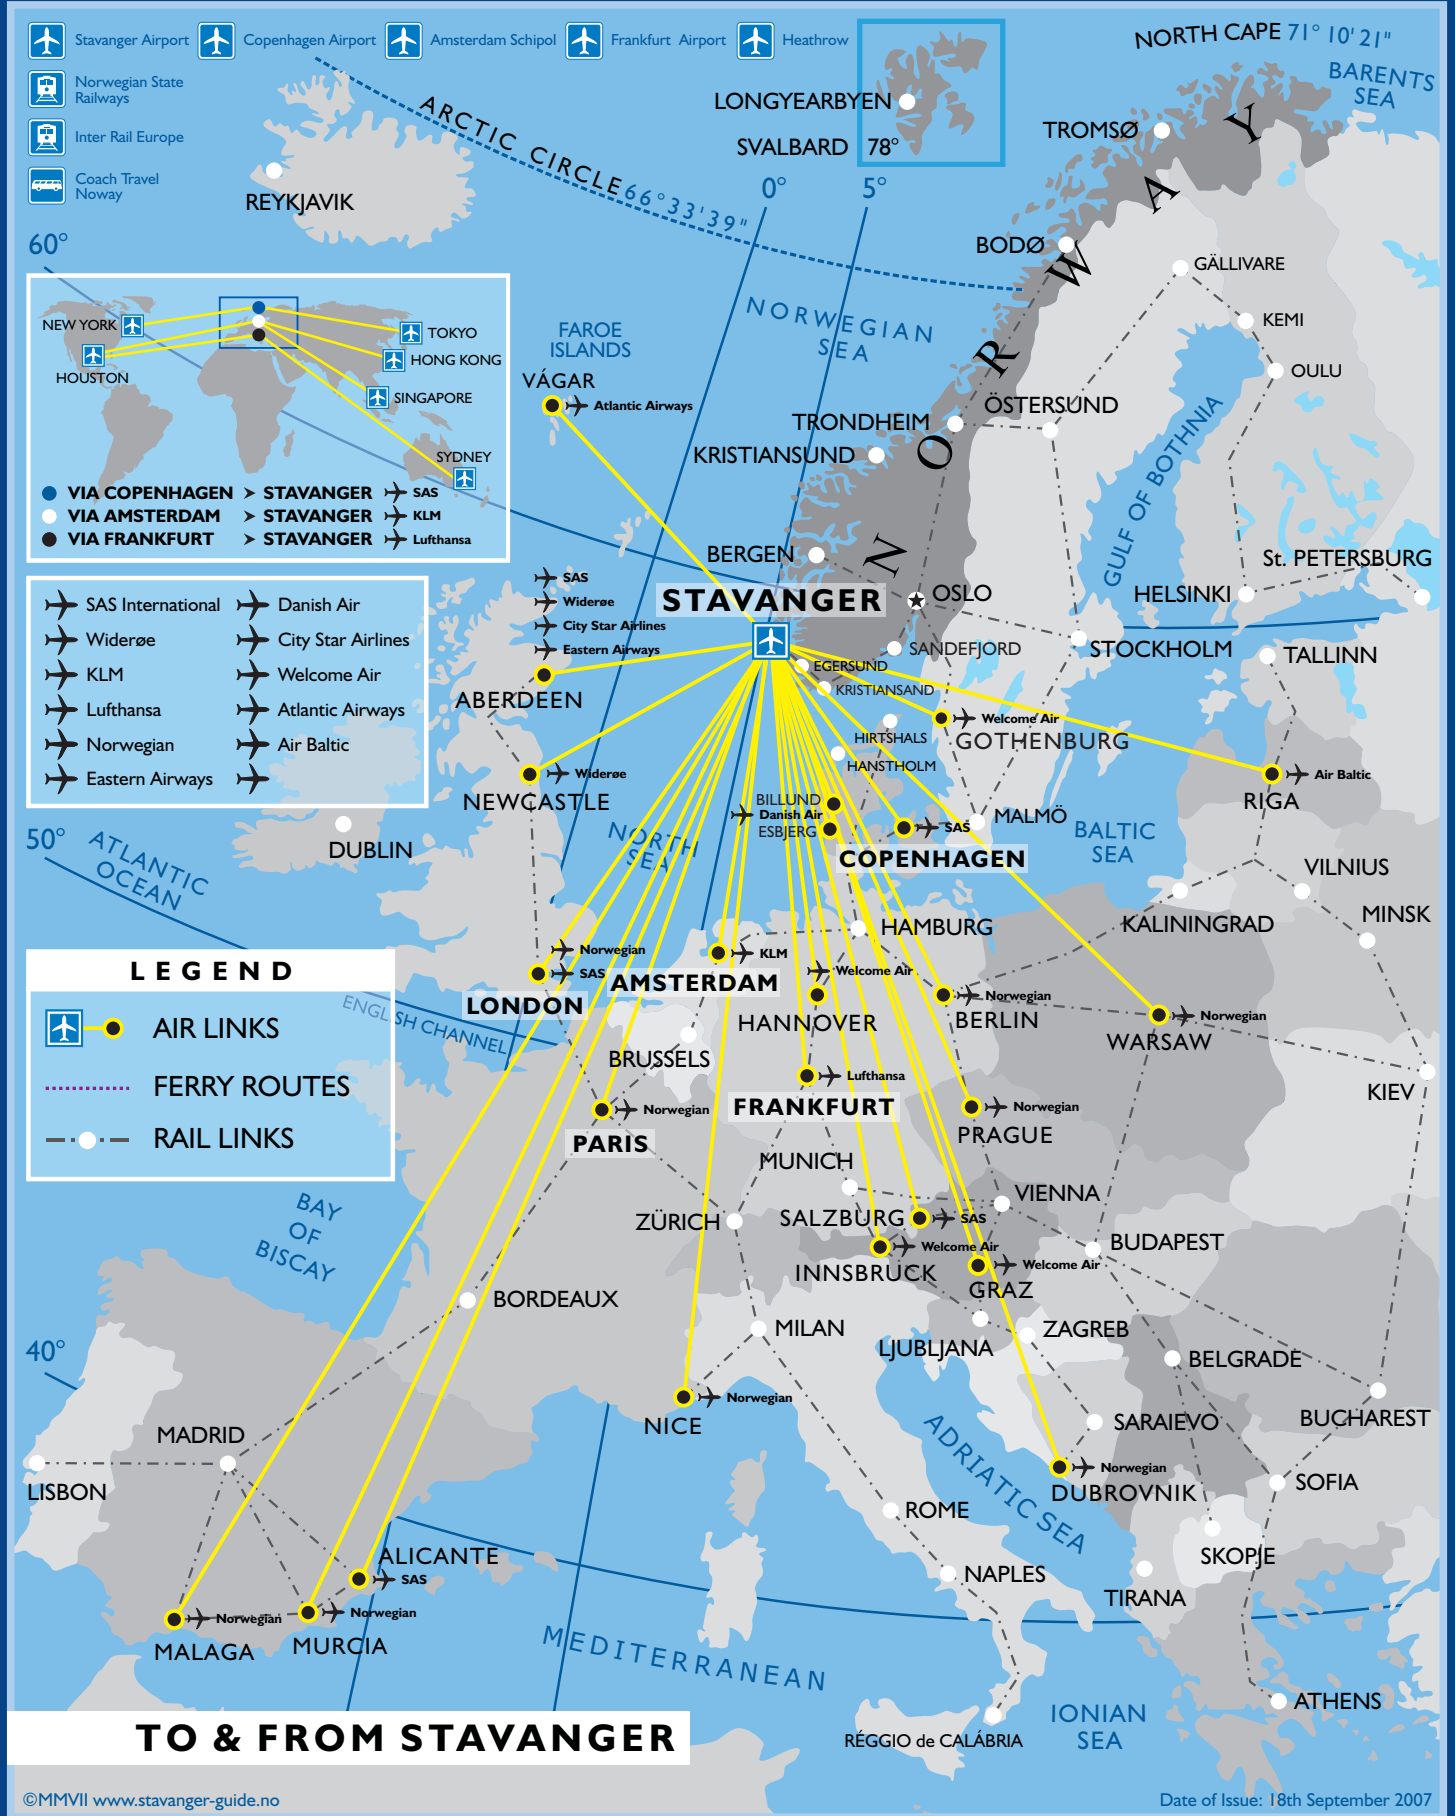 Stavanger Airport
Copenhagen Airport
Amsterdam Schipol
Frankfurt Airport
Heathrow
Norwegian State
Railways
Inter Rail Europe
Coach Travel
Noway
NORTH CAPE 71° 10' 21"
BARENTS
SEA
LONGYEARBYEN
SVALBARD 78°
TROMSØ
ARCTIC CIRCLE 66°33'39"
0°
5°
REYKJAVIK
60°
BODØ
NORWAY
GÄLLIVARE
NEW YORK
HOUSTON
TOKYO
HONG KONG
SINGAPORE
SYDNEY
VIA COPENHAGEN > STAVANGER SAS
VIA AMSTERDAM > STAVANGER KLM
VIA FRANKFURT > STAVANGER Lufthansa
NORWEGIAN
SEA
FAROE
ISLANDS
VÁGAR
Atlantic Airways
KEMI
OULU
TRONDHEIM
ÖSTERSUND
KRISTIANSUND
GULF OF BOTHNIA
BERGEN
St. PETERSBURG
STAVANGER
OSLO
HELSINKI
SAS
Widerøe
City Star Airlines
Eastern Airways
ABERDEEN
SAS International
Widerøe
KLM
Lufthansa
Norwegian
Eastern Airways
Danish Air
City Star Airlines
Welcome Air
Atlantic Airways
Air Baltic
SANDEFJORD
STOCKHOLM
TALLINN
EGERSUND
KRISTIANSAND
Welcome Air
GOTHENBURG
HIRTSHALS
HANSTHOLM
Widerøe
NEWCASTLE
Air Baltic
RIGA
BILLUND
Danish Air
ESBJERG
SAS
COPENHAGEN
MALMÖ
BALTIC
SEA
NORTH
SEA
50°
ATLANTIC
OCEAN
DUBLIN
VILNIUS
KALININGRAD
MINSK
HAMBURG
LEGEND
AIR LINKS
FERRY ROUTES
RAIL LINKS
Norwegian
SAS
LONDON
KLM
AMSTERDAM
Welcome Air
HANNOVER
Norwegian
BERLIN
Norwegian
WARSAW
ENGLISH CHANNEL
BRUSSELS
Lufthansa
FRANKFURT
KIEV
Norwegian
PARIS
Norwegian
PRAGUE
MUNICH
VIENNA
BAY
OF
BISCAY
ZÜRICH
SALZBURG
SAS
Welcome Air
INNSBRUCK
Welcome Air
GRAZ
BUDAPEST
BORDEAUX
MILAN
LJUBLJANA
ZAGREB
40°
BELGRADE
Norwegian
NICE
BUCHAREST
MADRID
SARAIEVO
ADRIATIC SEA
LISBON
Norwegian
DUBROVNIK
SOFIA
ROME
SKOPJE
ALICANTE
SAS
NAPLES
TIRANA
Norwegian
MALAGA
Norwegian
MURCIA
MEDITERRANEAN
ATHENS
IONIAN
SEA
RÉGGIO de CALÁBRIA
TO & FROM STAVANGER
©MMVII www.stavanger-guide.no
Date of Issue: 18th September 2007